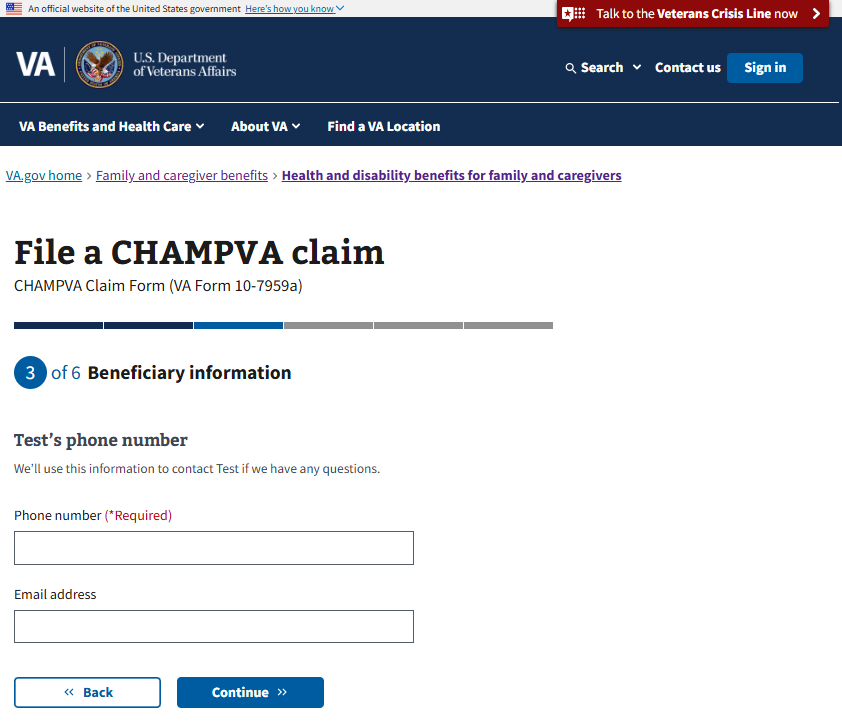 An official website of the United States government Here's how you know
Talk to the Veterans Crisis Line now
VA
U.S. Department
of Veterans Affairs
Search
Contact us
Sign in
VA Benefits and Health Care
About VA
Find a VA Location
VA.gov home › Family and caregiver benefits › Health and disability benefits for family and caregivers
File a CHAMPVA claim
CHAMPVA Claim Form (VA Form 10-7959a)
3 of 6 Beneficiary information
Test’s phone number
We’ll use this information to contact Test if we have any questions.
Phone number (*Required)
Email address
« Back
Continue »